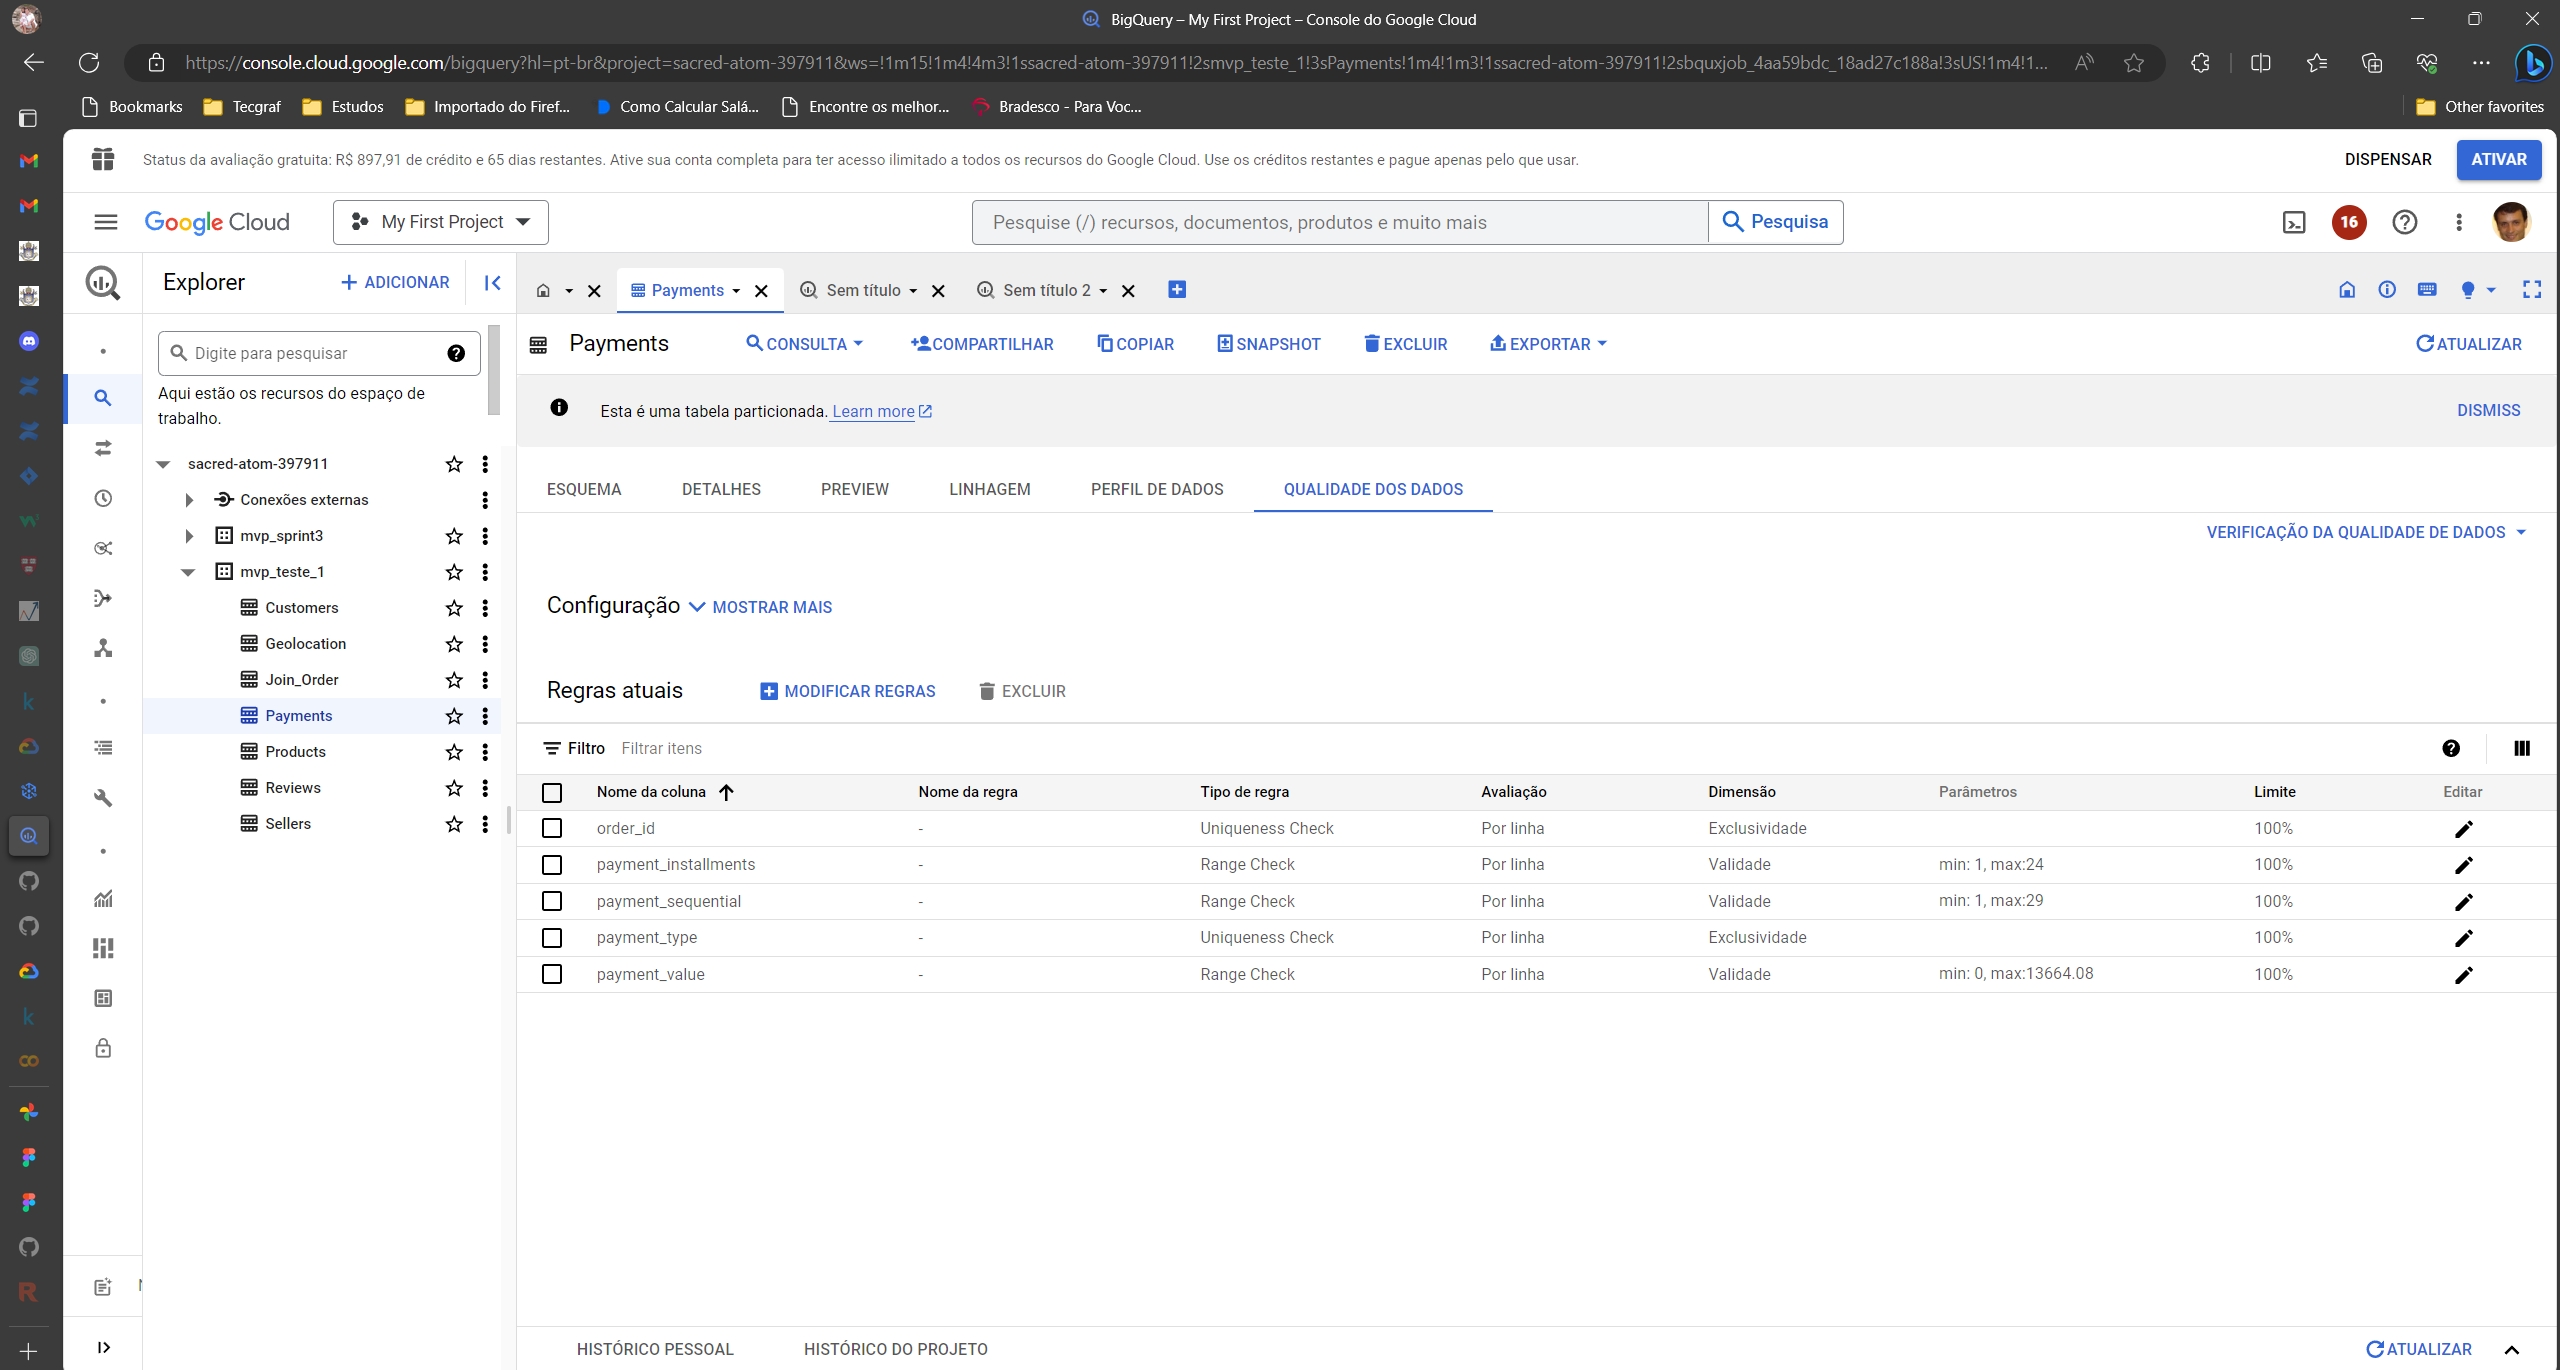 BigQuery – My First Project – Console do Google Cloud
https://console.cloud.google.com/bigquery?hl=pt-br&project=sacred-atom-397911&ws=!1m15!1m4!4m3!1ssacred-atom-397911!2smvp_teste_1!3sPayments!1m4!1m3!1ssacred-atom-397911!2sbquxjob_4aa59bdc_18ad27c188a!3sUS!1m4!1...
Bookmarks Tecgraf Estudos Importado do Firef... Como Calcular Salá... Encontre os melhor... Bradesco - Para Voc... Other favorites
Status da avaliação gratuita: R$ 897,91 de crédito e 65 dias restantes. Ative sua conta completa para ter acesso ilimitado a todos os recursos do Google Cloud. Use os créditos restantes e pague apenas pelo que usar. DISPENSAR ATIVAR
Google Cloud My First Project Pesquise (/) recursos, documentos, produtos e muito mais Pesquisa 16
Explorer + ADICIONAR
Payments Sem título Sem título 2
Digite para pesquisar
Aqui estão os recursos do espaço de
trabalho.
sacred-atom-397911
Conexões externas
mvp_sprint3
mvp_teste_1
Customers
Geolocation
Join_Order
Payments
Products
Reviews
Sellers
Payments CONSULTA COMPARTILHAR COPIAR SNAPSHOT EXCLUIR EXPORTAR ATUALIZAR
Esta é uma tabela particionada. Learn more DISMISS
ESQUEMA DETALHES PREVIEW LINHAGEM PERFIL DE DADOS QUALIDADE DOS DADOS
VERIFICAÇÃO DA QUALIDADE DE DADOS
Configuração MOSTRAR MAIS
Regras atuais MODIFICAR REGRAS EXCLUIR
Filtro Filtrar itens
Nome da coluna Nome da regra Tipo de regra Avaliação Dimensão Parâmetros Limite Editar
order_id - Uniqueness Check Por linha Exclusividade 100%
payment_installments - Range Check Por linha Validade min: 1, max:24 100%
payment_sequential - Range Check Por linha Validade min: 1, max:29 100%
payment_type - Uniqueness Check Por linha Exclusividade 100%
payment_value - Range Check Por linha Validade min: 0, max:13664.08 100%
HISTÓRICO PESSOAL HISTÓRICO DO PROJETO ATUALIZAR